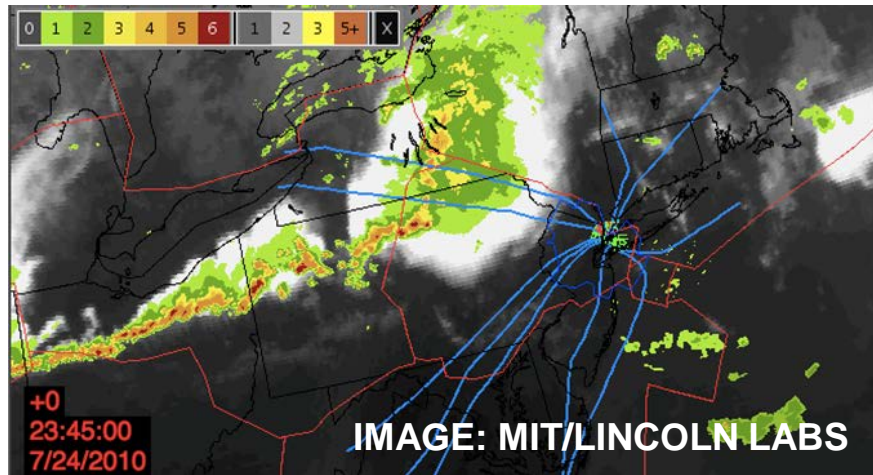 0 1 2 3 4 5 6 1 2 3 5+ X
+0
23:45:00
7/24/2010
IMAGE: MIT/LINCOLN LABS